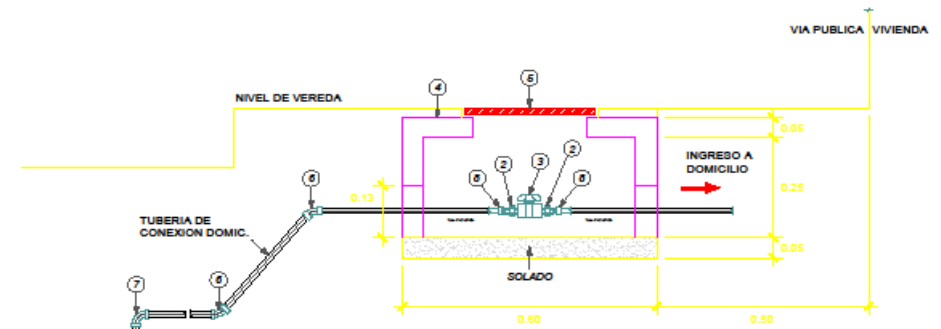 VIA PUBLICA VIVIENDA
5
NIVEL DE VEREDA
4
0.05
2
3
2
6
6
INGRESO A
DOMICILIO
0.25
6
0.13
TUBERIA DE
CONEXION DOMIC.
0.05
SOLADO
7
6
0.60
0.50